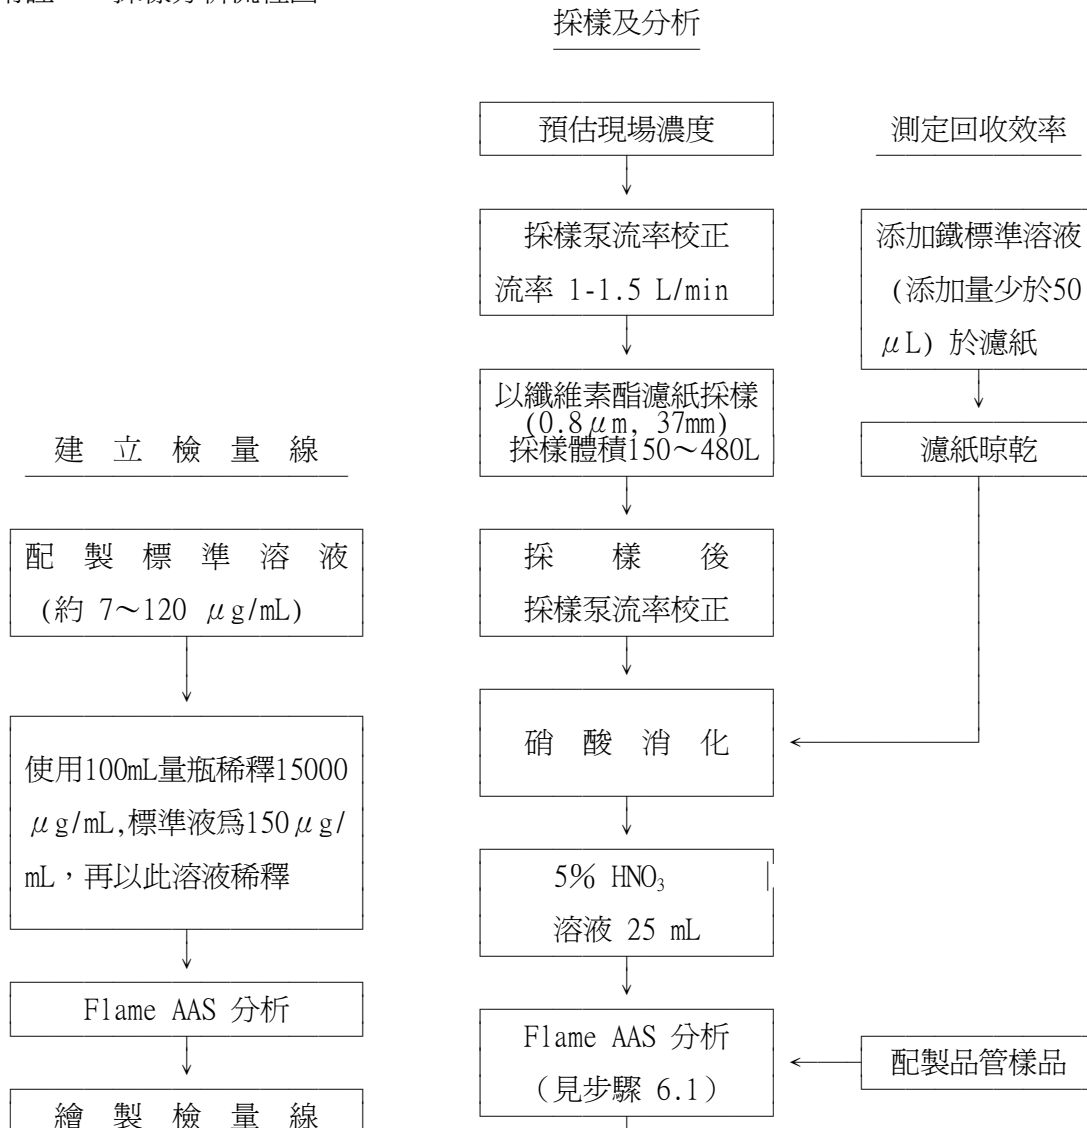 採樣分析流程圖
採樣及分析
預估現場濃度
採樣泵流率校正
流率 1-1.5 L/min
以纖維素酯濾紙採樣
(0.8μm, 37mm)
採樣體積150～480L
採樣後
採樣泵流率校正
硝酸消化
5% HNO₃
溶液 25 mL
Flame AAS 分析
（見步驟 6.1）
測定回收效率
添加鐵標準溶液
(添加量少於50
μL) 於濾紙
濾紙晾乾
配製品管樣品
建立檢量線
配製標準溶液
(約 7～120 μg/mL)
使用100mL量瓶稀釋15000
μg/mL,標準液為150μg/
mL，再以此溶液稀釋
Flame AAS 分析
繪製檢量線